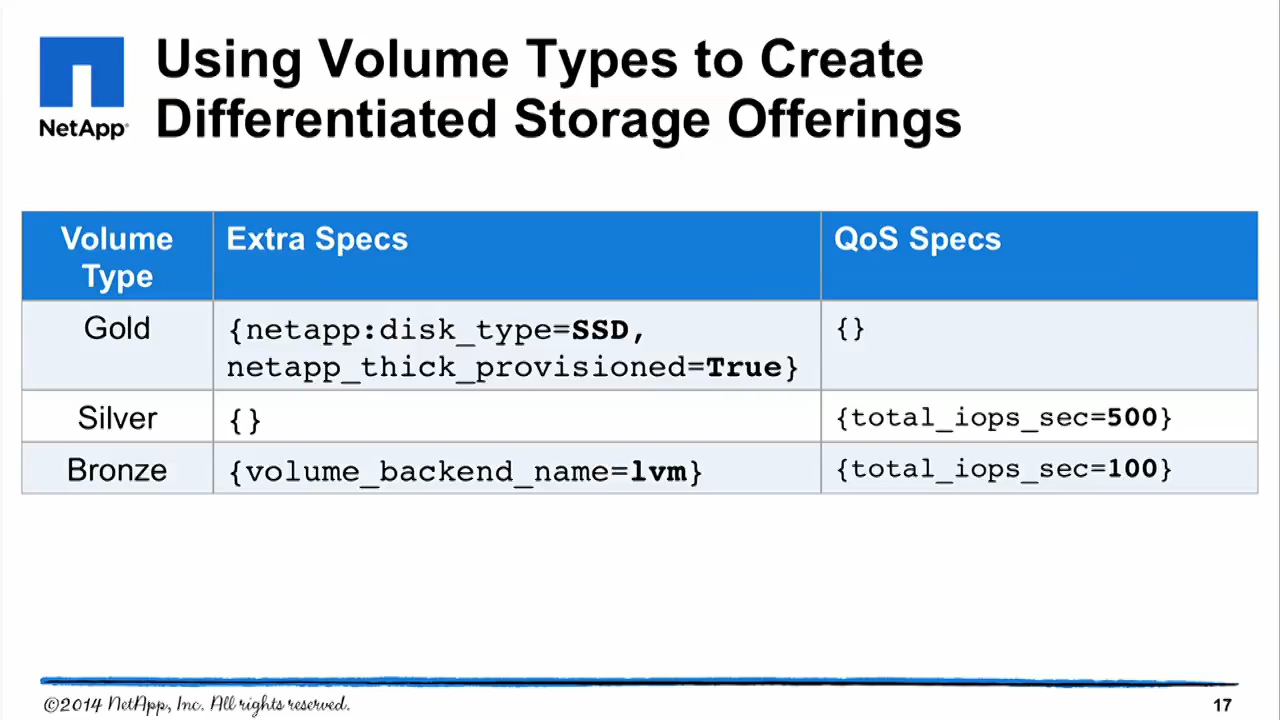 Using Volume Types to Create
Differentiated Storage Offerings
NetApp®
Volume
Type
Extra Specs
QoS Specs
Gold
{netapp:disk_type=SSD,
netapp_thick_provisioned=True}
{}
Silver
{}
{total_iops_sec=500}
Bronze
{volume_backend_name=lvm}
{total_iops_sec=100}
©2014 NetApp, Inc. All rights reserved.
17